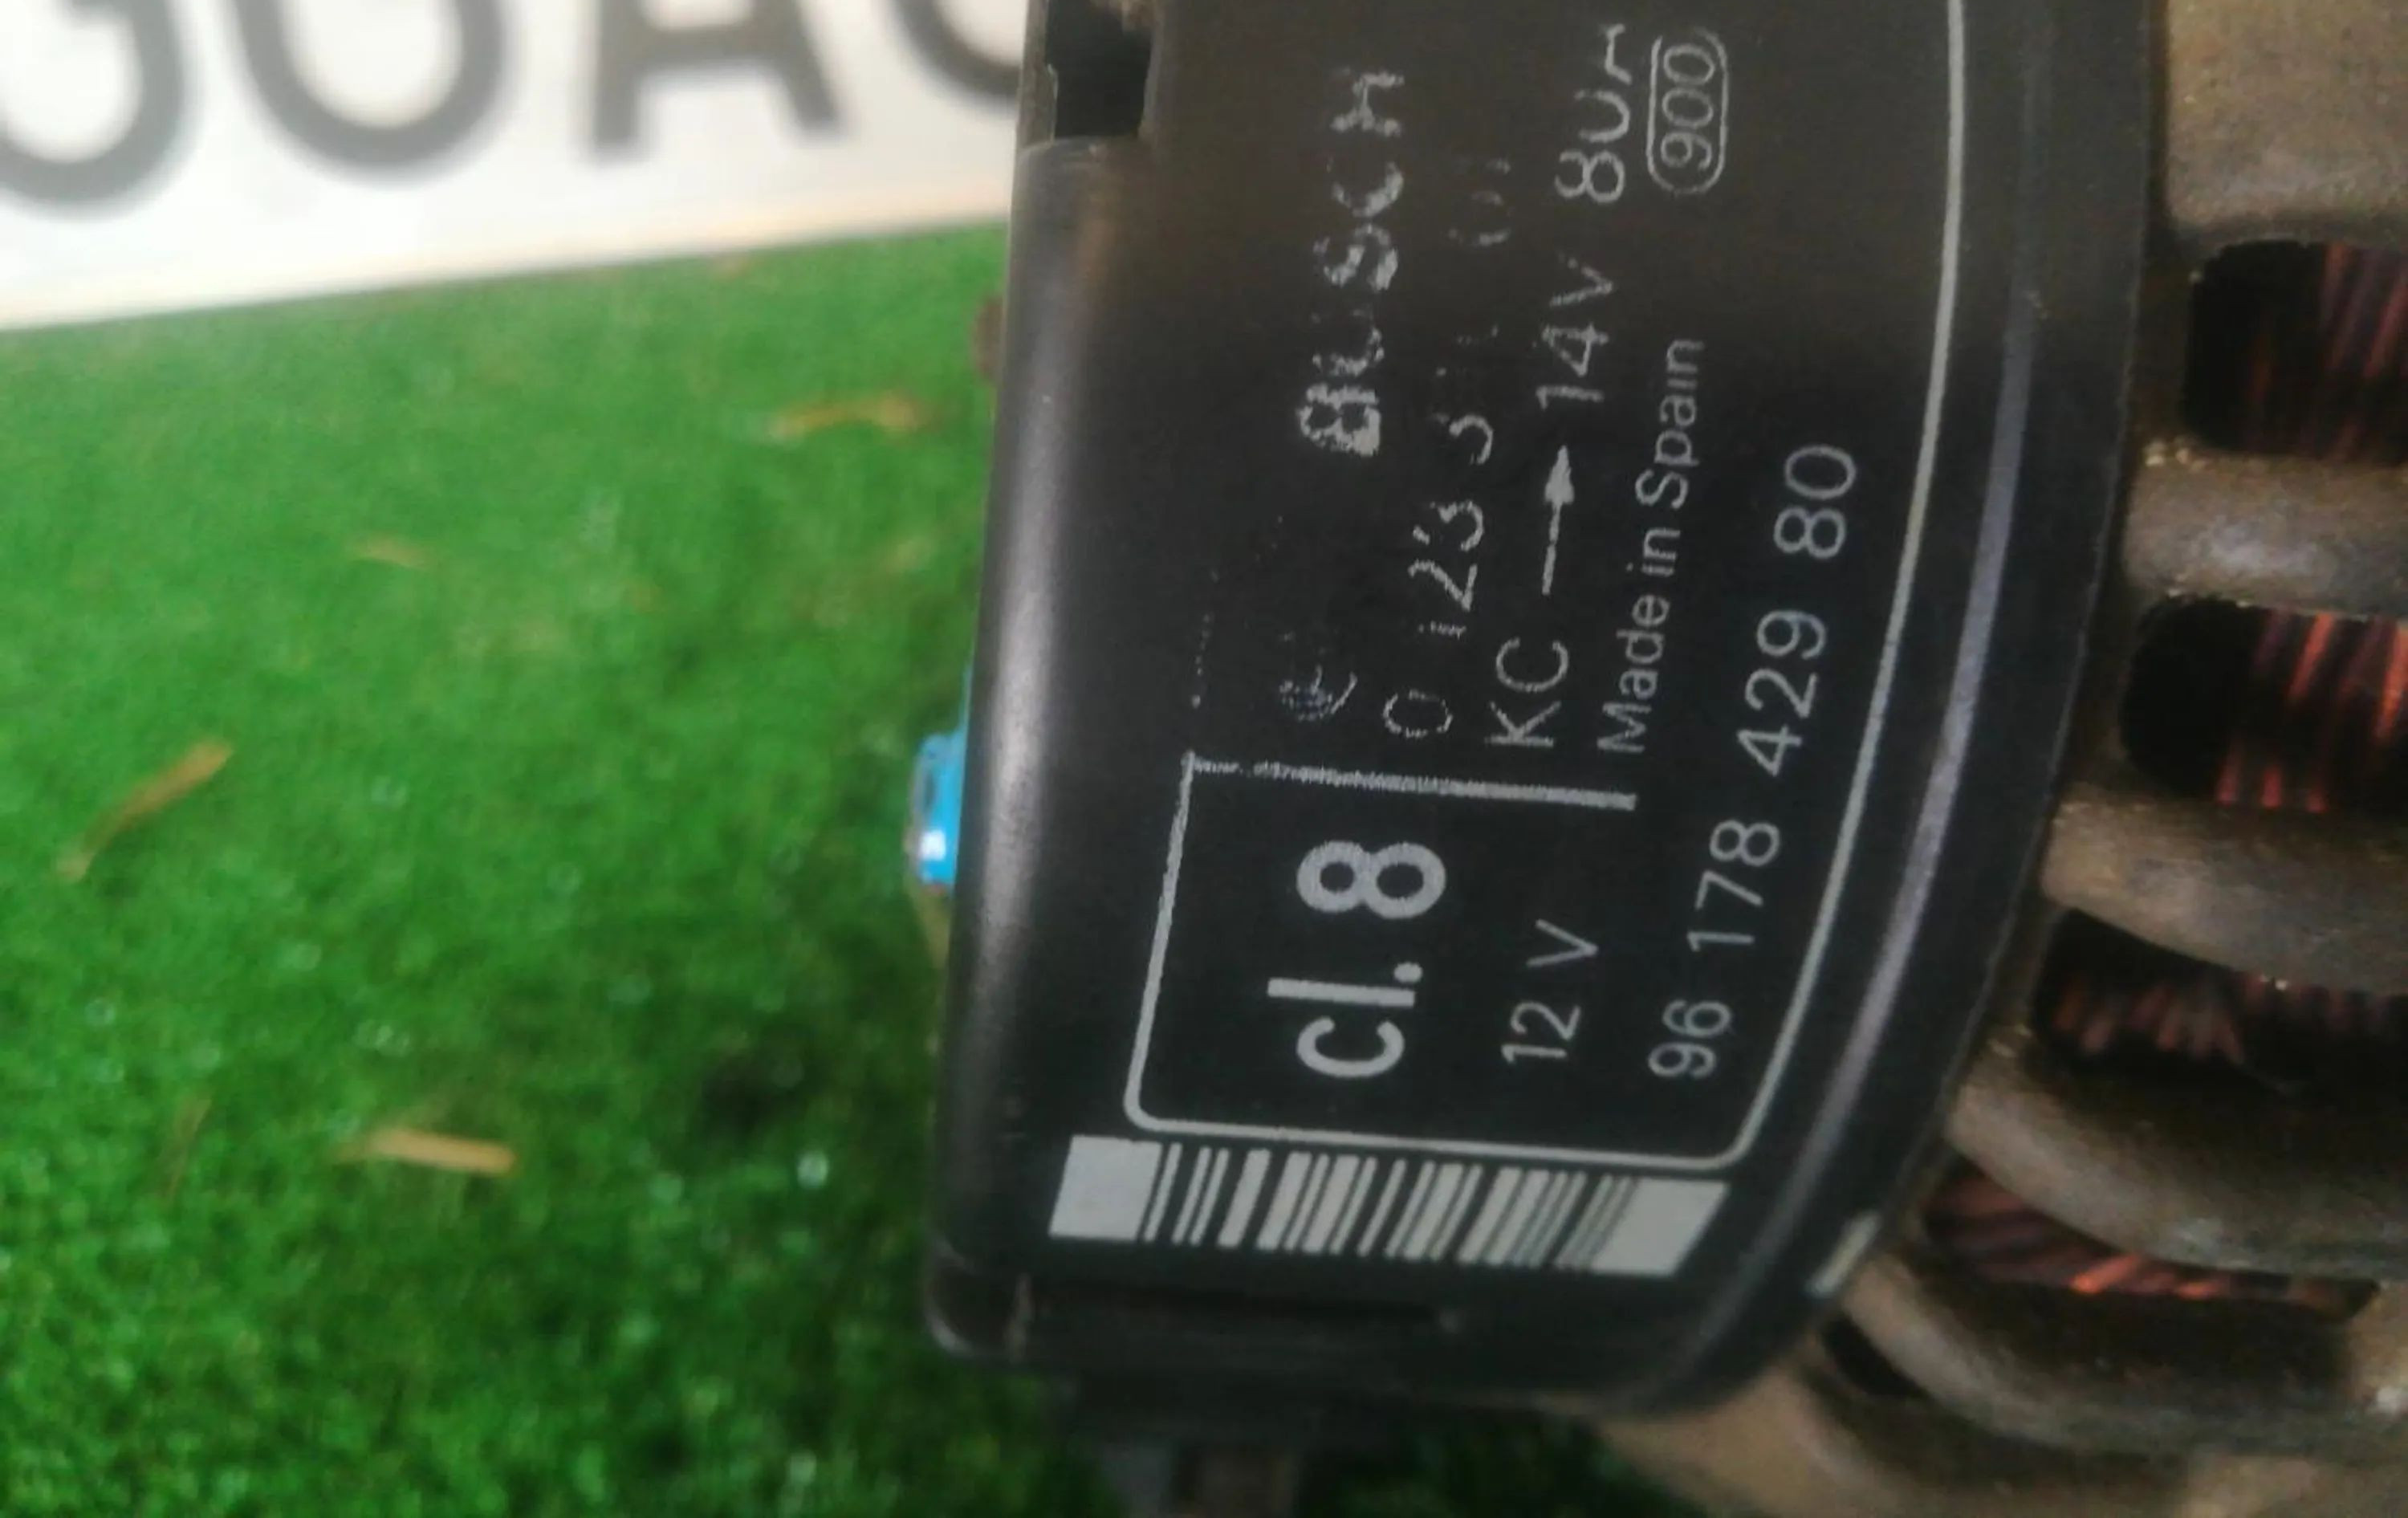 BOSCH
KC → 14V 80A
Made in Spain
900
Cl. 8
12 V
96 178 429 80